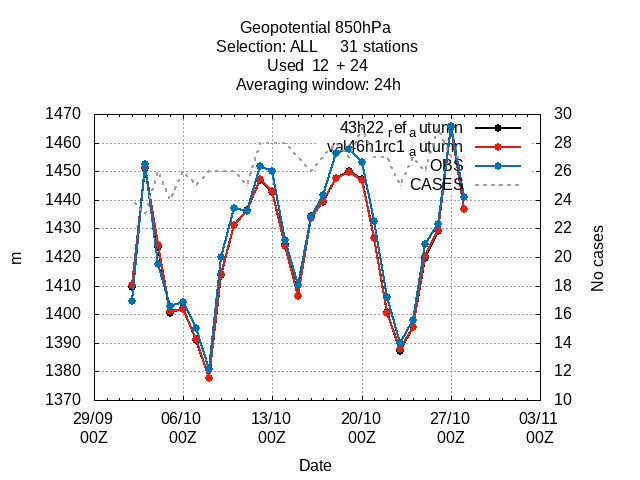 Geopotential 850hPa
Selection: ALL     31 stations
Used  12  + 24
Averaging window: 24h
43h22_ref_autumn
val46h1rc1_autumn
OBS
CASES
1470
1460
1450
1440
1430
1420
1410
1400
1390
1380
1370
30
28
26
24
22
20
18
16
14
12
10
m
No cases
29/09 06/10 13/10 20/10 27/10 03/11
00Z 00Z 00Z 00Z 00Z 00Z
Date